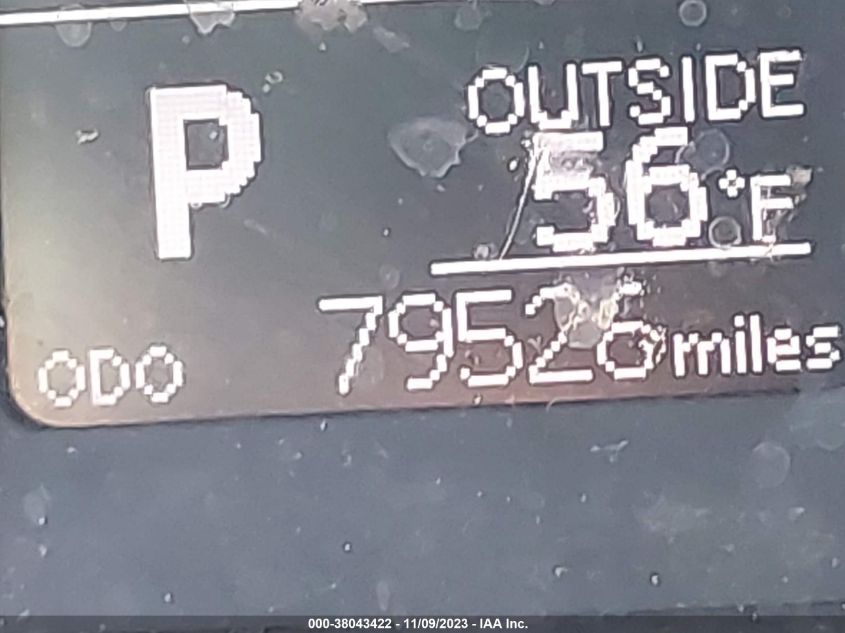 P
OUTSIDE
56°F
ODO 79526 miles
000-38043422 - 11/09/2023 - IAA Inc.